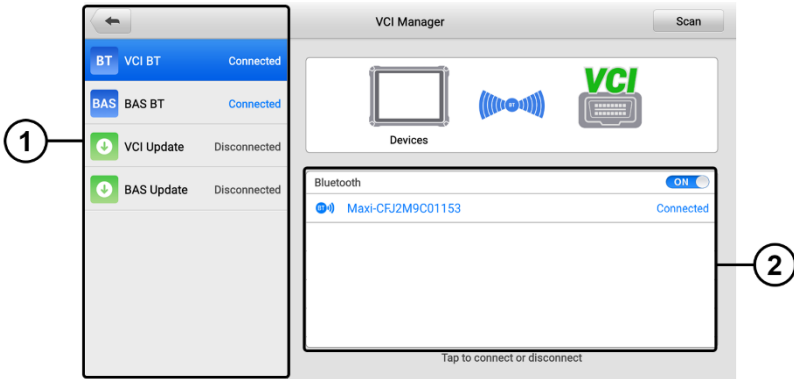 VCI Manager
Scan
BT VCI BT Connected
BAS BAS BT Connected
VCI Update Disconnected
BAS Update Disconnected
1
BT
VCI
Devices
Bluetooth ON
BT Maxi-CFJ2M9C01153 Connected
2
Tap to connect or disconnect